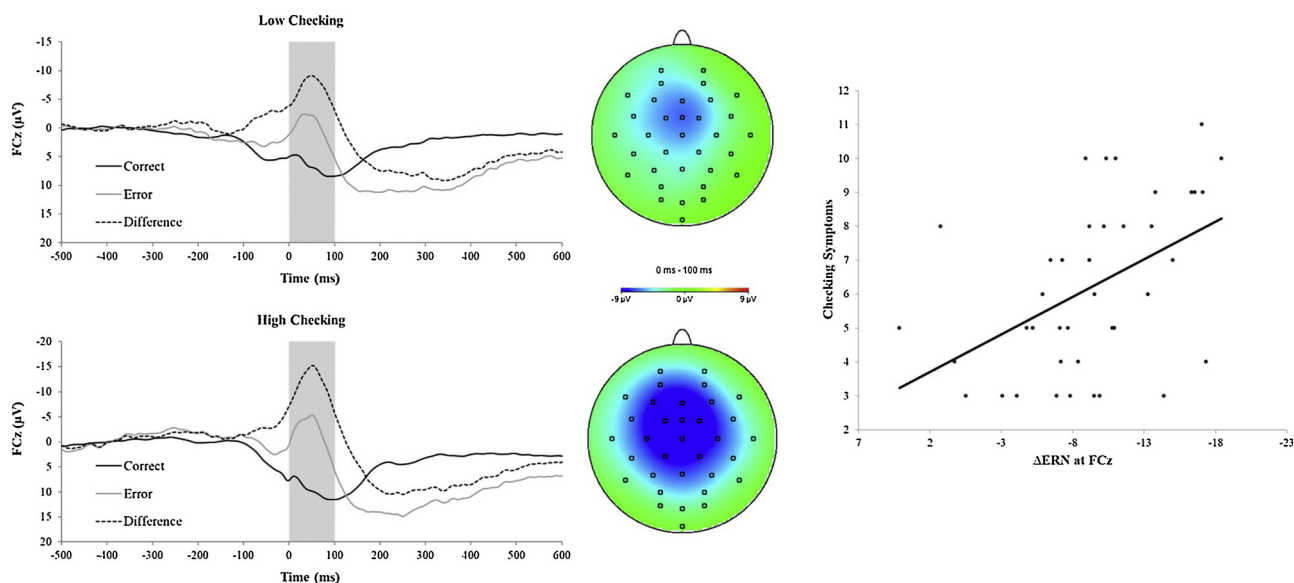 Low Checking
-15
-10
-5
0
5
10
15
20
FCz (µV)
Correct
Error
Difference
-500 -400 -300 -200 -100 0 100 200 300 400 500 600
Time (ms)
0 ms - 100 ms
-9 µV 0 µV 9 µV
High Checking
-20
-15
-10
-5
0
5
10
15
20
FCz (µV)
Correct
Error
Difference
-500 -400 -300 -200 -100 0 100 200 300 400 500 600
Time (ms)
12
11
10
9
8
7
6
5
4
3
2
Checking Symptoms
7 2 -3 -8 -13 -18 -23
ΔERN at FCz